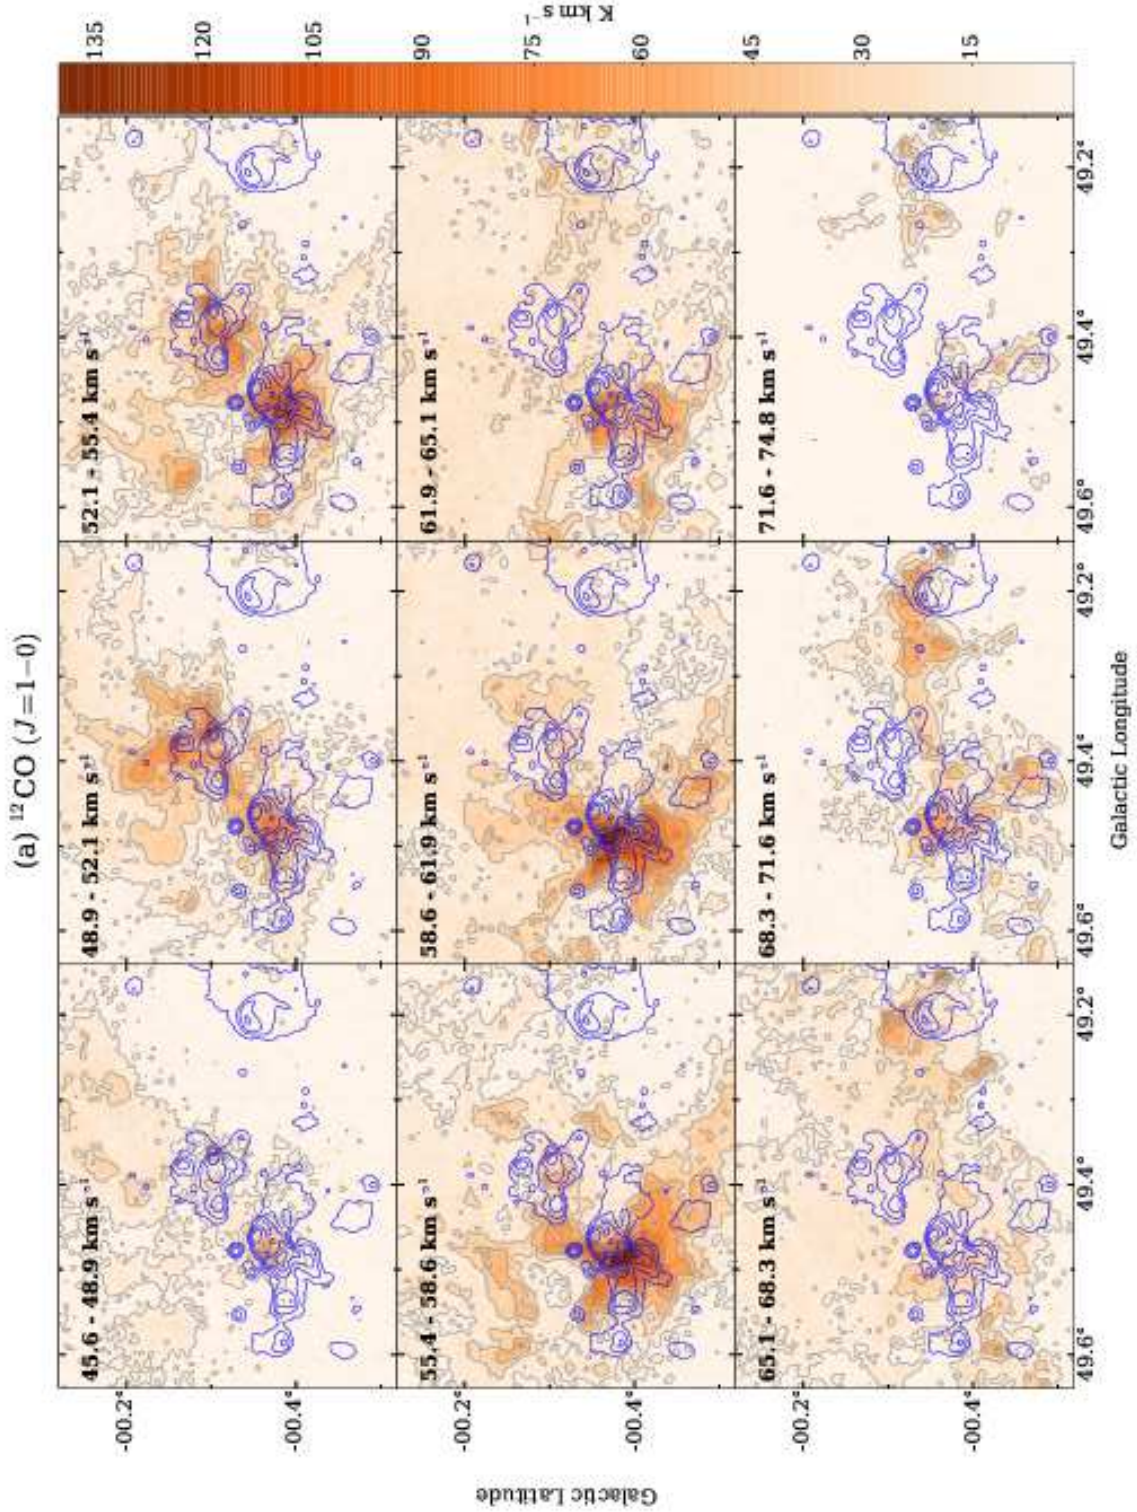 (a) ¹²CO (J=1−0)
45.6 - 48.9 km s⁻¹
48.9 - 52.1 km s⁻¹
52.1 - 55.4 km s⁻¹
55.4 - 58.6 km s⁻¹
58.6 - 61.9 km s⁻¹
61.9 - 65.1 km s⁻¹
65.1 - 68.3 km s⁻¹
68.3 - 71.6 km s⁻¹
71.6 - 74.8 km s⁻¹
-00.2°
-00.4°
-00.2°
-00.4°
-00.2°
-00.4°
Galactic Latitude
49.6°
49.4°
49.2°
49.6°
49.4°
49.2°
49.6°
49.4°
49.2°
Galactic Longitude
135
120
105
90
75
60
45
30
15
K km s⁻¹